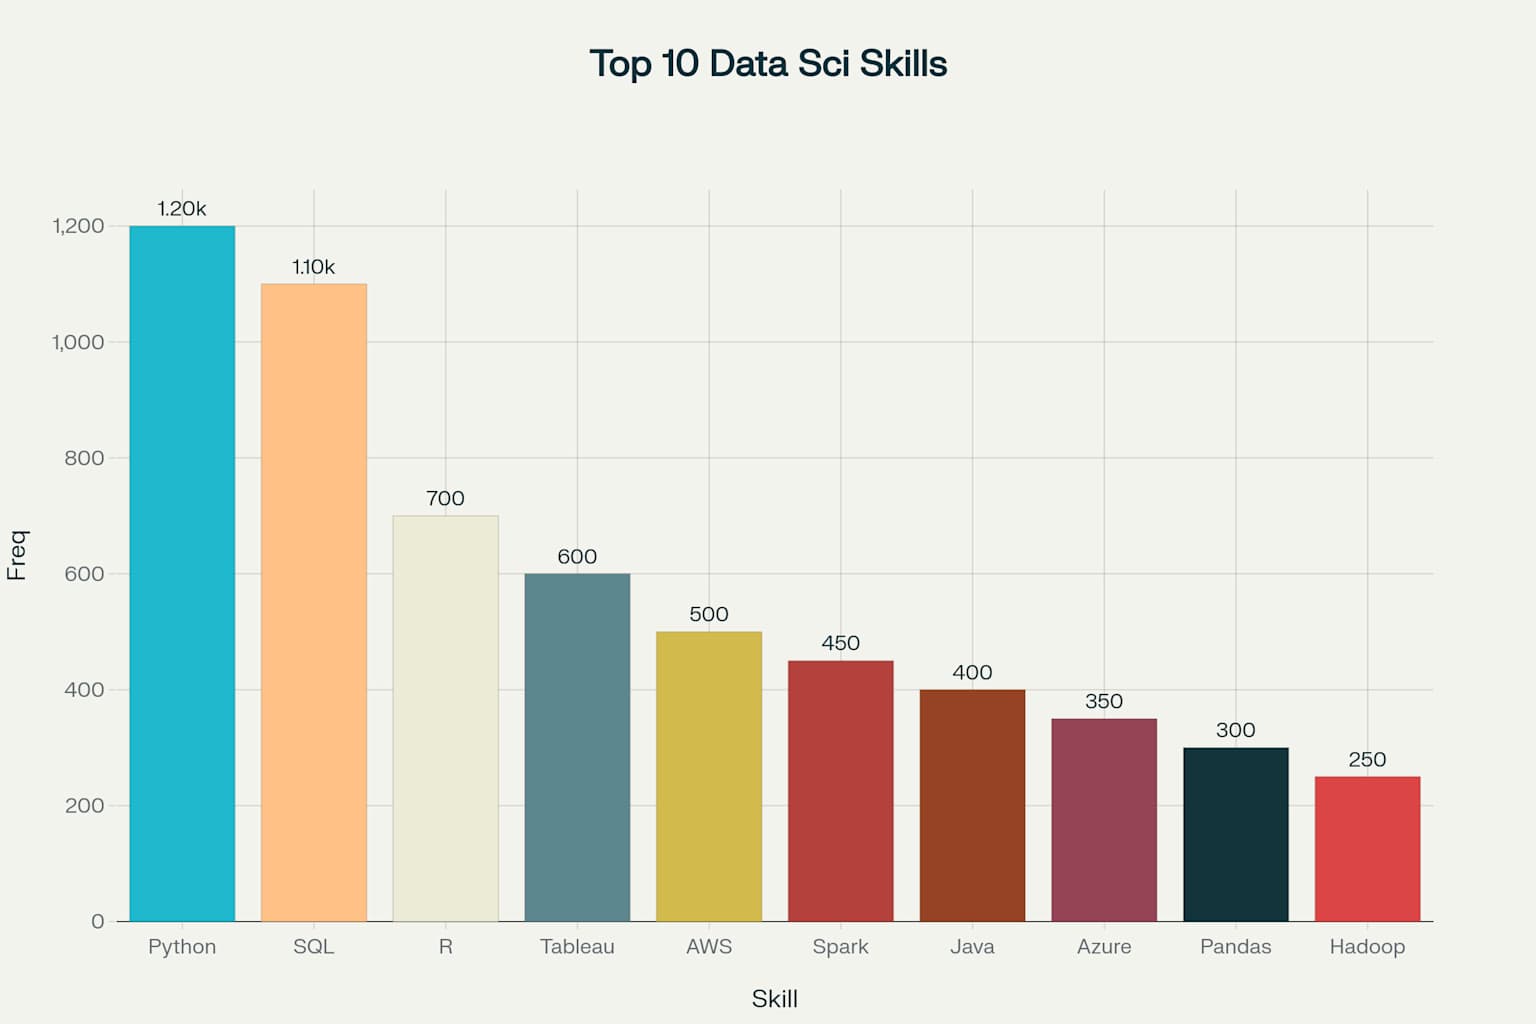 Top 10 Data Sci Skills
1.20k
1.10k
700
600
500
450
400
350
300
250
1,200
1,000
800
600
400
200
0
Freq
Python SQL R Tableau AWS Spark Java Azure Pandas Hadoop
Skill